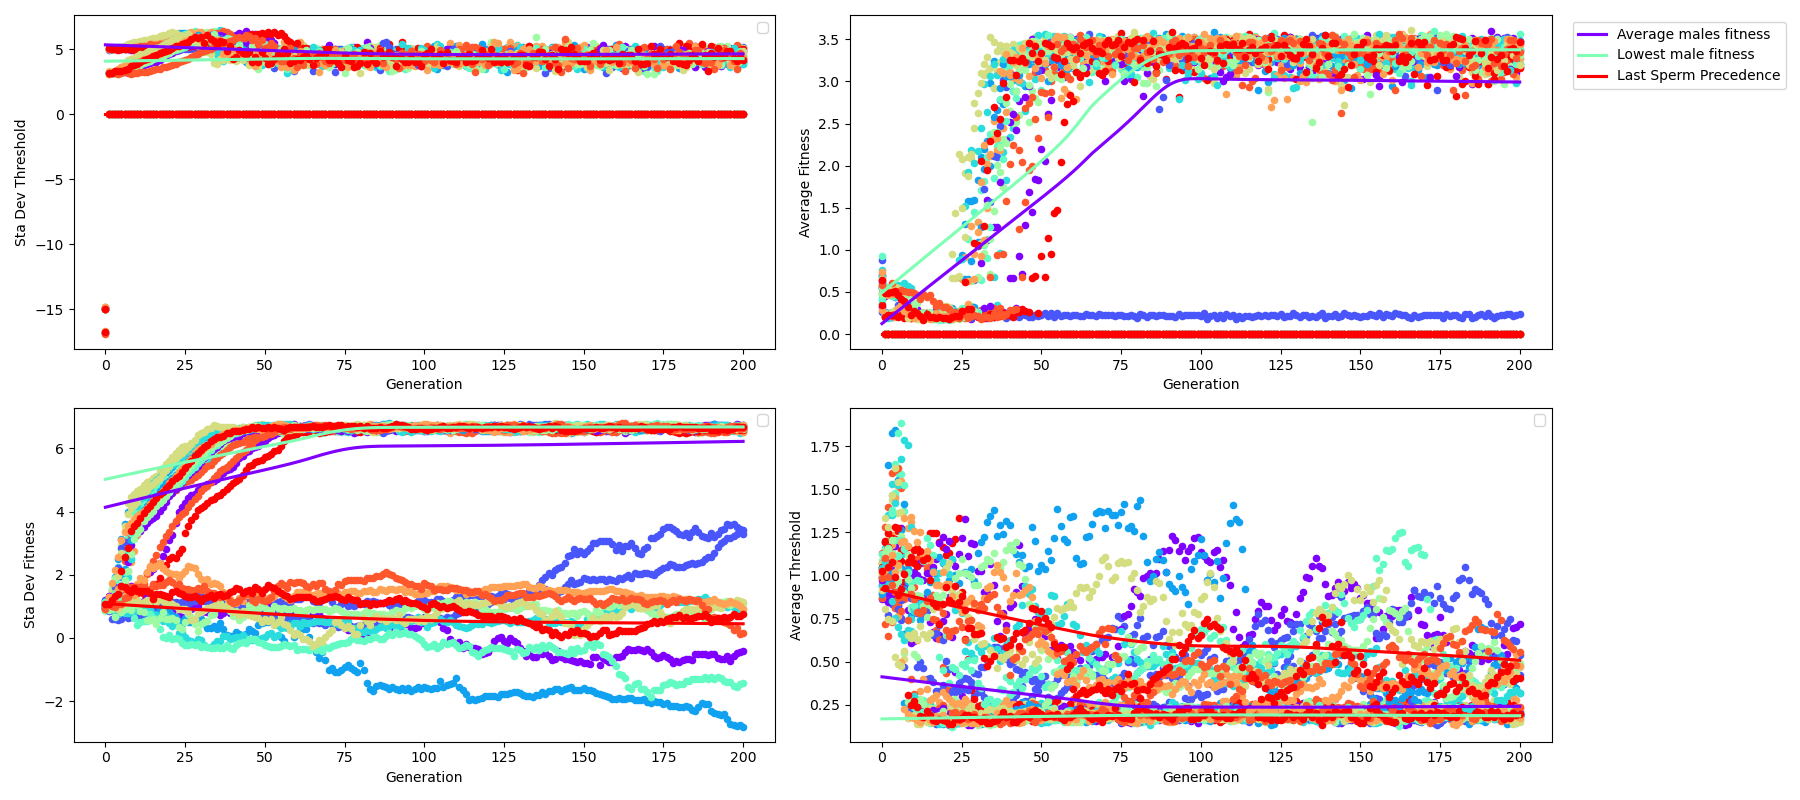 Sta Dev Threshold
5
0
−5
−10
−15
0 25 50 75 100 125 150 175 200
Generation
Average Fitness
3.5
3.0
2.5
2.0
1.5
1.0
0.5
0.0
0 25 50 75 100 125 150 175 200
Generation
Average males fitness
Lowest male fitness
Last Sperm Precedence
Sta Dev Fitness
6
4
2
0
−2
0 25 50 75 100 125 150 175 200
Generation
Average Threshold
1.75
1.50
1.25
1.00
0.75
0.50
0.25
0 25 50 75 100 125 150 175 200
Generation